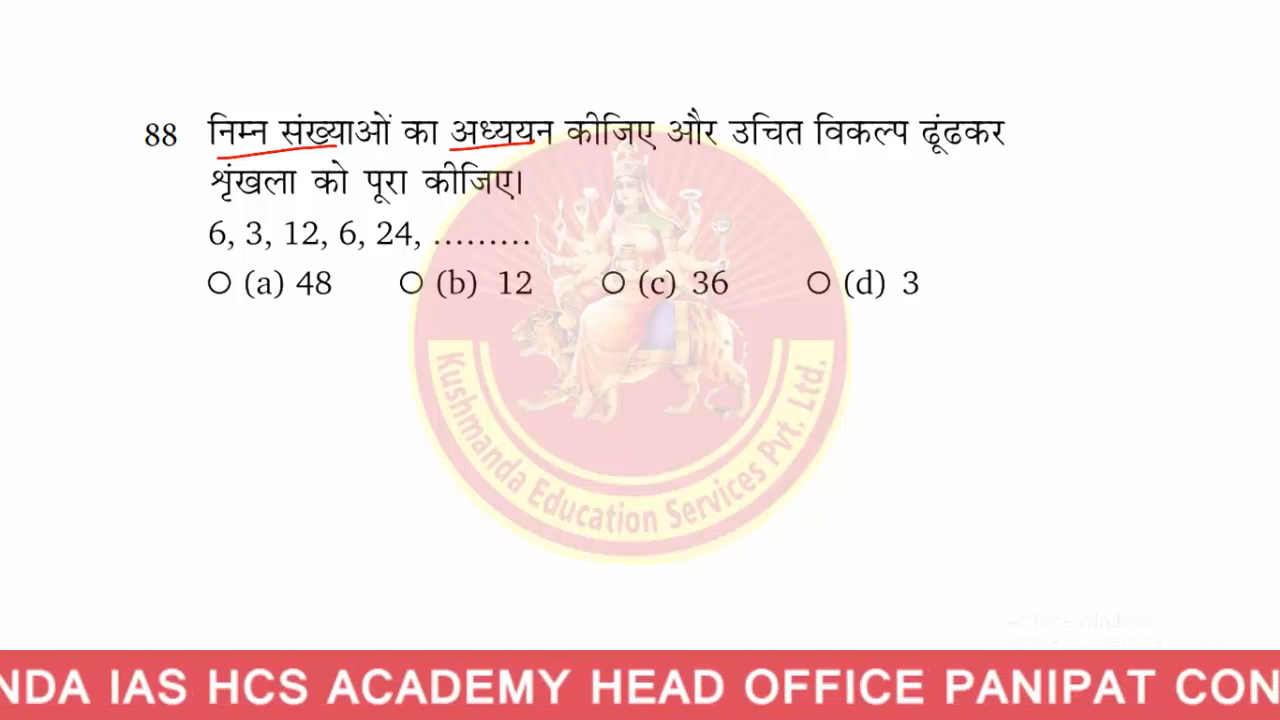 88 निम्न संख्याओं का अध्ययन कीजिए और उचित विकल्प ढूंढकर
शृंखला को पूरा कीजिए।
6, 3, 12, 6, 24, .........
(a) 48 (b) 12 (c) 36 (d) 3
Kushmanda Education Services Pvt. Ltd.
NDA IAS HCS ACADEMY HEAD OFFICE PANIPAT CON